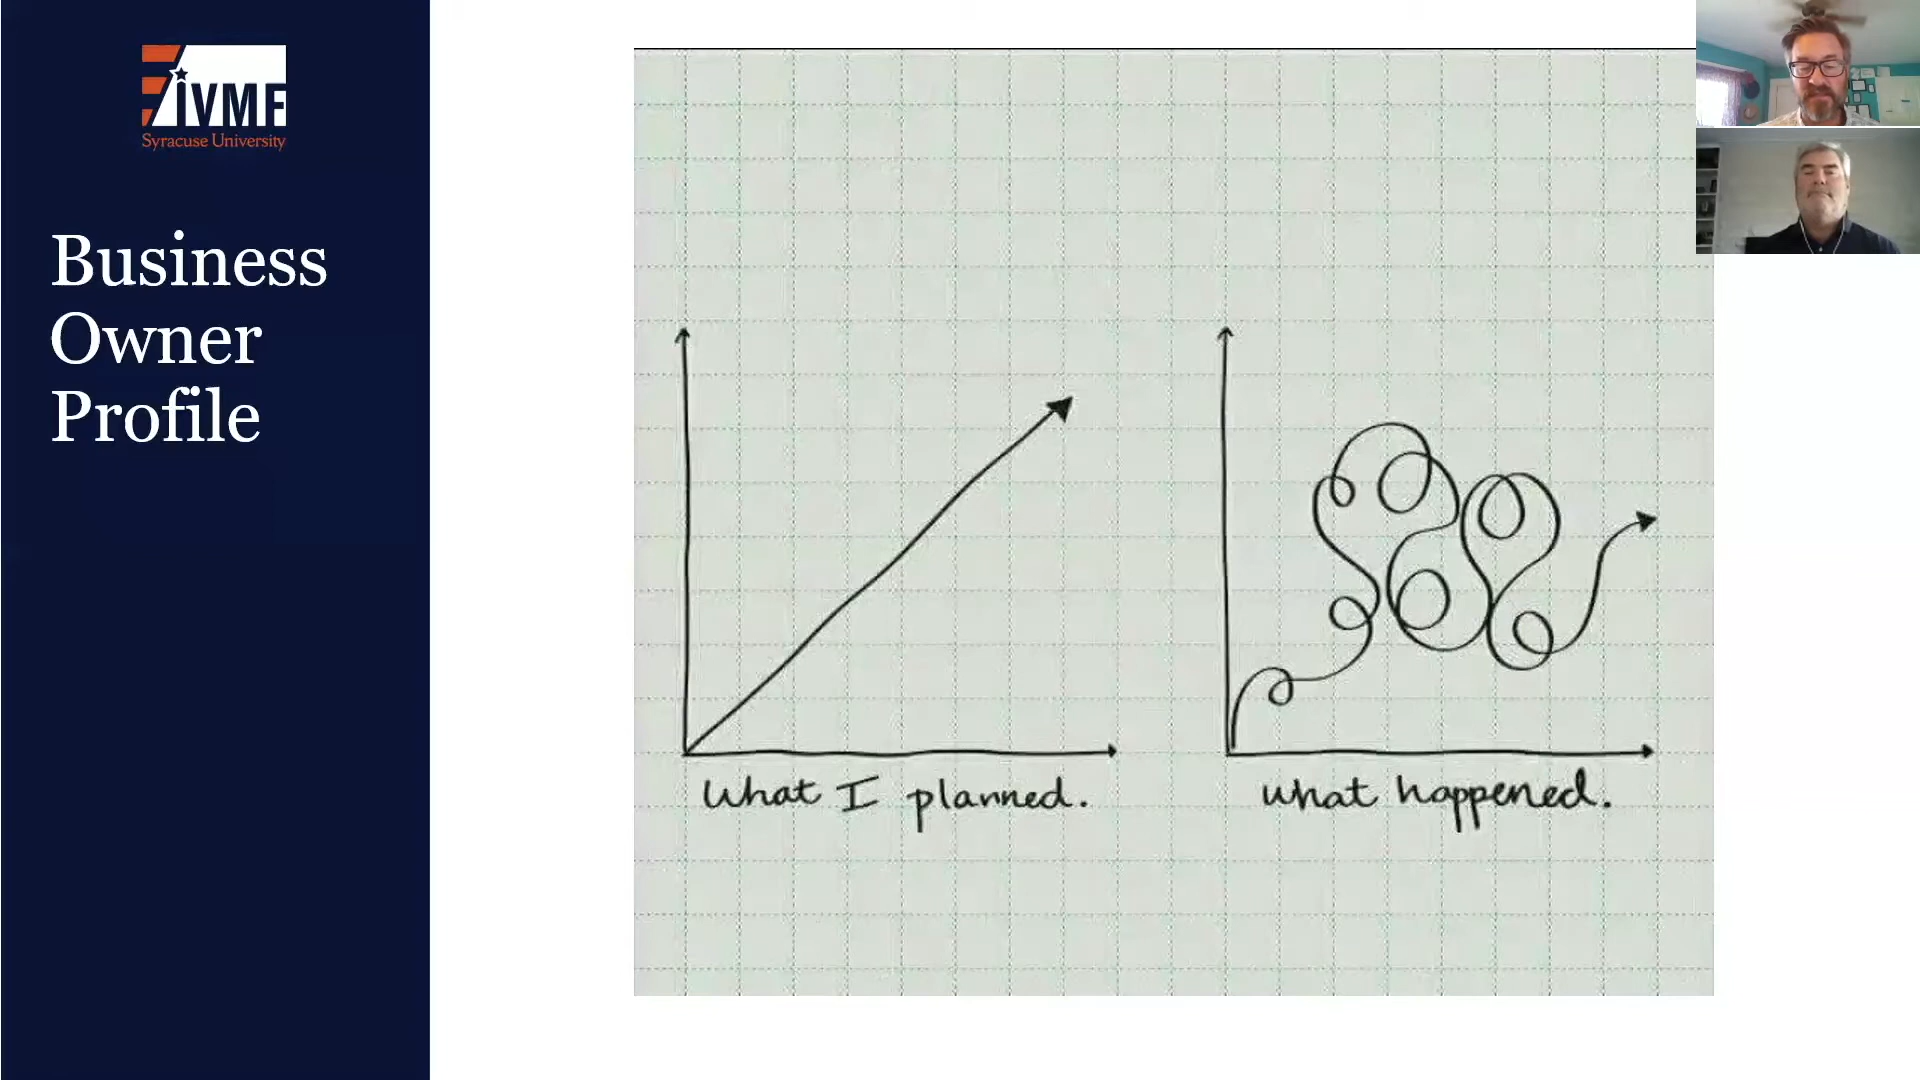 IVMF
Syracuse University
Business
Owner
Profile
What I planned.
what happened.